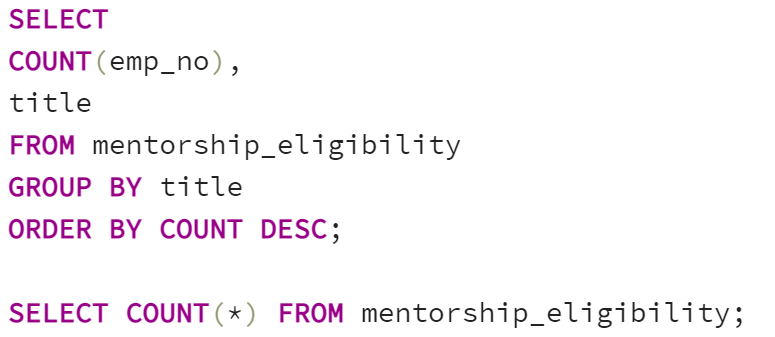 SELECT
COUNT(emp_no),
title
FROM mentorship_eligibility
GROUP BY title
ORDER BY COUNT DESC;
SELECT COUNT(*) FROM mentorship_eligibility;